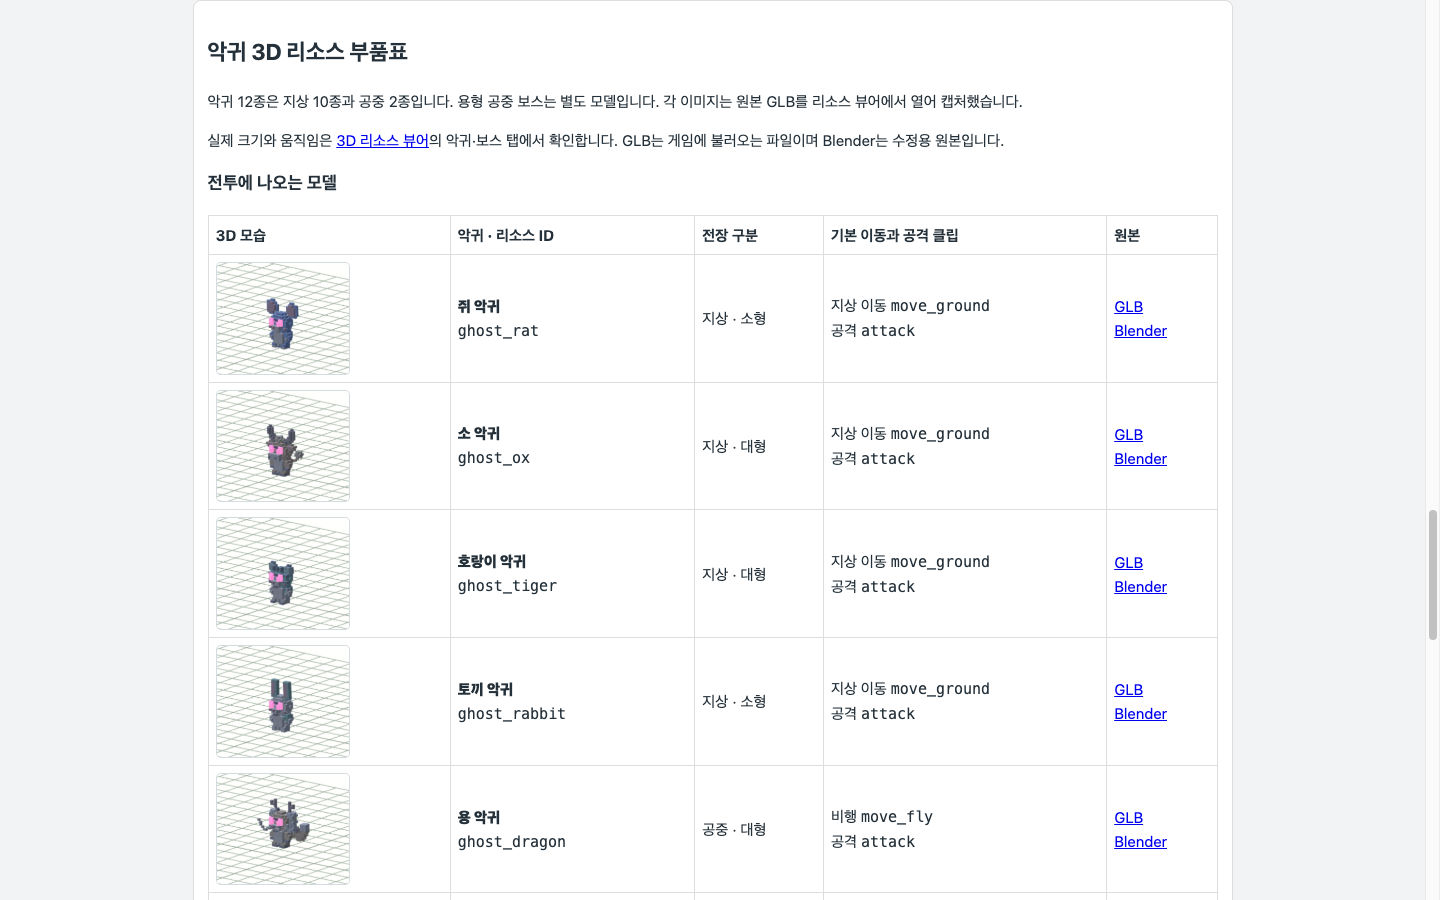 악귀 3D 리소스 부품표
악귀 12종은 지상 10종과 공중 2종입니다. 용형 공중 보스는 별도 모델입니다. 각 이미지는 원본 GLB를 리소스 뷰어에서 열어 캡처했습니다.
실제 크기와 움직임은 3D 리소스 뷰어의 악귀·보스 탭에서 확인합니다. GLB는 게임에 불러오는 파일이며 Blender는 수정용 원본입니다.
전투에 나오는 모델
3D 모습 악귀 · 리소스 ID 전장 구분 기본 이동과 공격 클립 원본
쥐 악귀
ghost_rat
지상 · 소형
지상 이동 move_ground
공격 attack
GLB
Blender
소 악귀
ghost_ox
지상 · 대형
지상 이동 move_ground
공격 attack
GLB
Blender
호랑이 악귀
ghost_tiger
지상 · 대형
지상 이동 move_ground
공격 attack
GLB
Blender
토끼 악귀
ghost_rabbit
지상 · 소형
지상 이동 move_ground
공격 attack
GLB
Blender
용 악귀
ghost_dragon
공중 · 대형
비행 move_fly
공격 attack
GLB
Blender